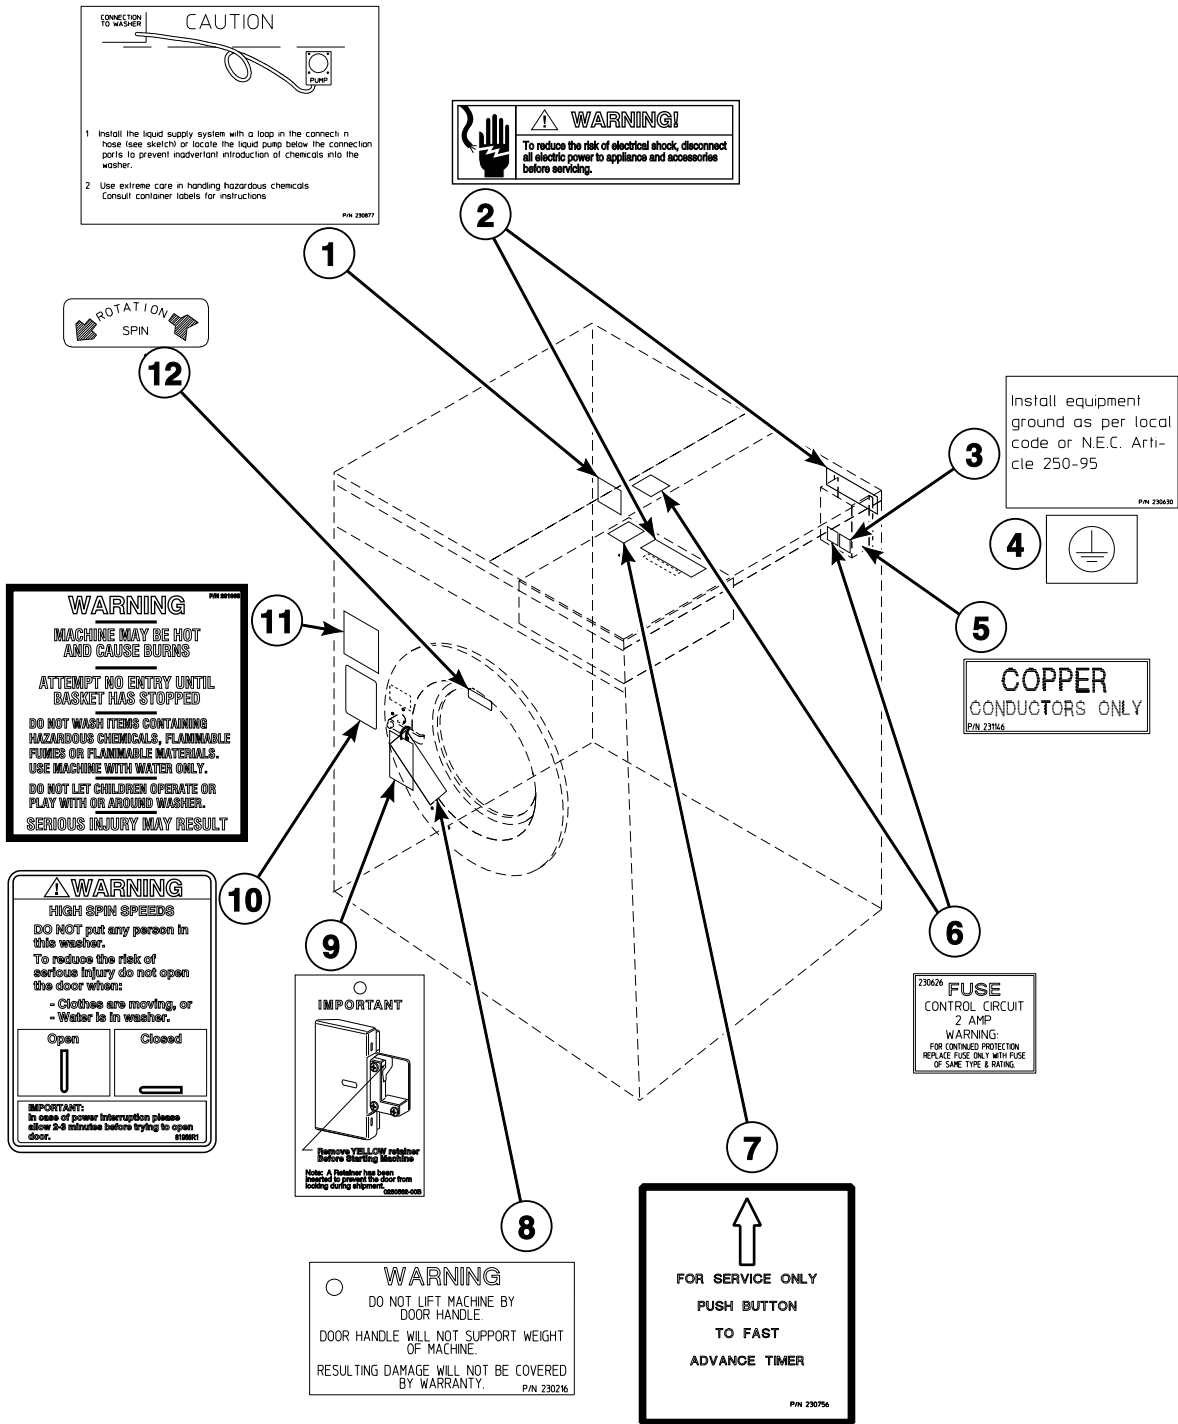 CONNECTION
TO WASHER
CAUTION
PUMP
1 Install the liquid supply system with a loop in the connecti n
hose (see sketch) or locate the liquid pump below the connection
ports to prevent inadvertant introduction of chemicals into the
washer.
2 Use extreme care in handling hazardous chemicals
Consult container labels for instructions
P/N 230877
WARNING!
To reduce the risk of electrical shock, disconnect
all electric power to appliance and accessories
before servicing.
2
1
ROTATION
SPIN
12
Install equipment
ground as per local
code or N.E.C. Arti-
cle 250-95
P/N 230630
3
4
5
COPPER
CONDUCTORS ONLY
P/N 231146
11
WARNING
MACHINE MAY BE HOT
AND CAUSE BURNS
ATTEMPT NO ENTRY UNTIL
BASKET HAS STOPPED
DO NOT WASH ITEMS CONTAINING
HAZARDOUS CHEMICALS, FLAMMABLE
FUMES OR FLAMMABLE MATERIALS.
USE MACHINE WITH WATER ONLY.
DO NOT LET CHILDREN OPERATE OR
PLAY WITH OR AROUND WASHER.
SERIOUS INJURY MAY RESULT
10
WARNING
HIGH SPIN SPEEDS
DO NOT put any person in
this washer.
To reduce the risk of
serious injury do not open
the door when:
- Clothes are moving, or
- Water is in washer.
Open
Closed
IMPORTANT:
In case of power interruption please
allow 2-3 minutes before trying to open
door.
9
IMPORTANT
Remove YELLOW retainer
Before Starting Machine
Note: A Retainer has been
inserted to prevent the door from
locking during shipment.
6
230626
FUSE
CONTROL CIRCUIT
2 AMP
WARNING:
FOR CONTINUED PROTECTION
REPLACE FUSE ONLY WITH FUSE
OF SAME TYPE & RATING.
8
WARNING
DO NOT LIFT MACHINE BY
DOOR HANDLE.
DOOR HANDLE WILL NOT SUPPORT WEIGHT
OF MACHINE.
RESULTING DAMAGE WILL NOT BE COVERED
BY WARRANTY.
P/N 230216
7
FOR SERVICE ONLY
PUSH BUTTON
TO FAST
ADVANCE TIMER
P/N 230756